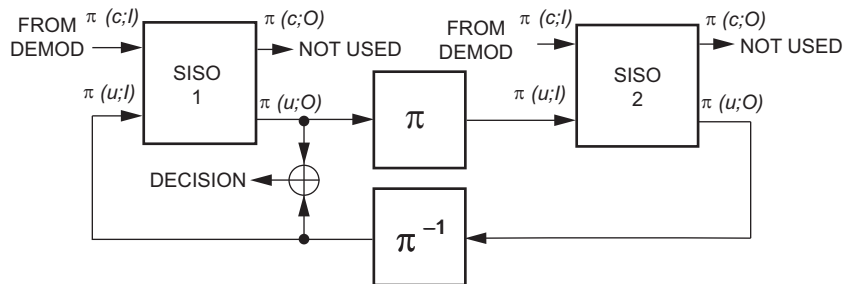 π (c;I)
FROM
DEMOD
SISO
1
π (c;O)
NOT USED
π (u;I)
π (u;O)
π
π (c;I)
FROM
DEMOD
SISO
2
π (c;O)
NOT USED
π (u;I)
π (u;O)
DECISION
π –1